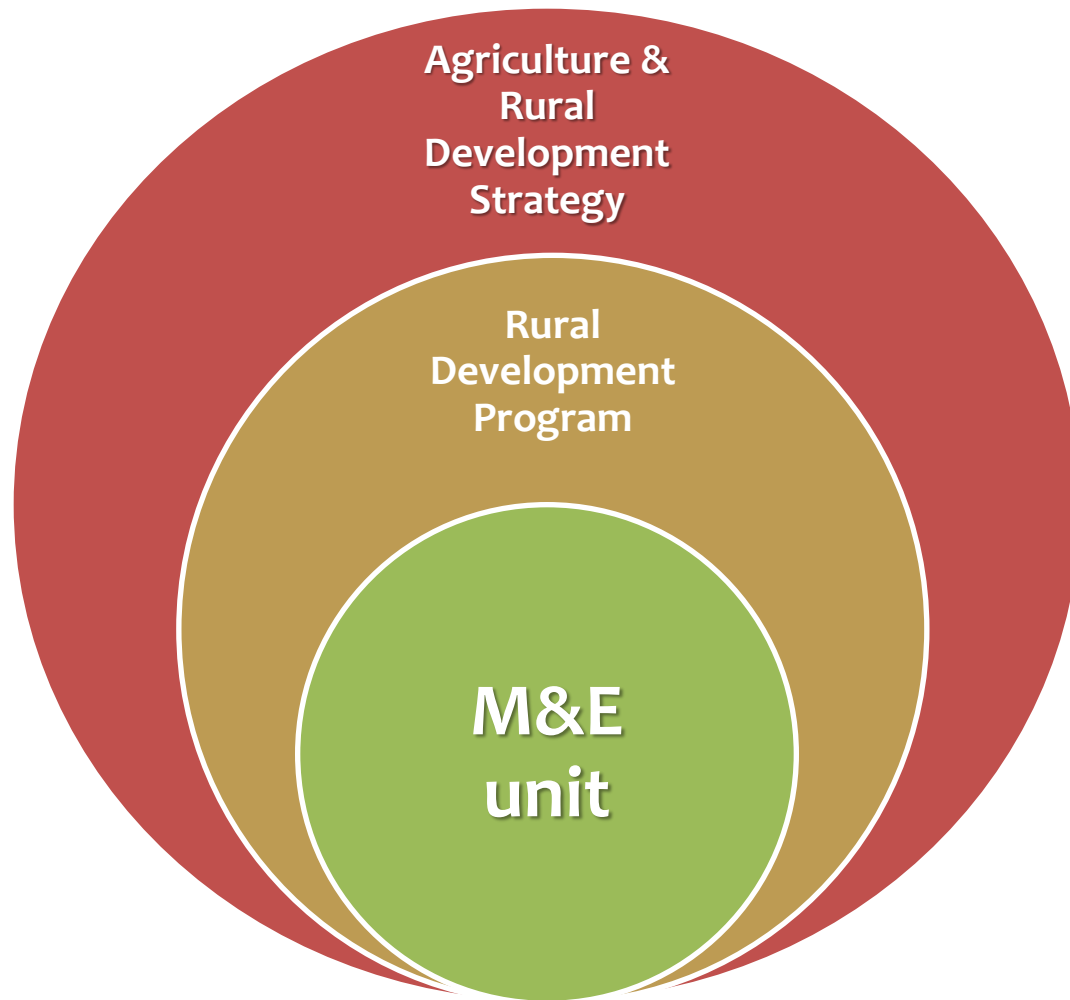 Agriculture &
Rural
Development
Strategy
Rural
Development
Program
M&E
unit